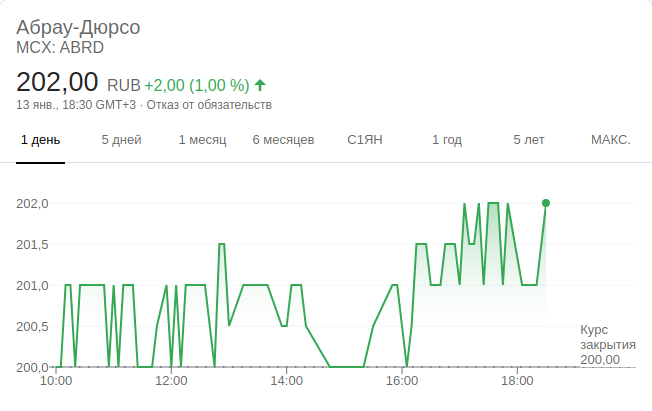 Абрау-Дюрсо
MCX: ABRD
202,00 RUB +2,00 (1,00 %)
13 янв., 18:30 GMT+3 · Отказ от обязательств
1 день 5 дней 1 месяц 6 месяцев С1ЯН 1 год 5 лет МАКС.
202,0
201,5
201,0
200,5
Курс
закрытия
200,00
200,0
10:00 12:00 14:00 16:00 18:00